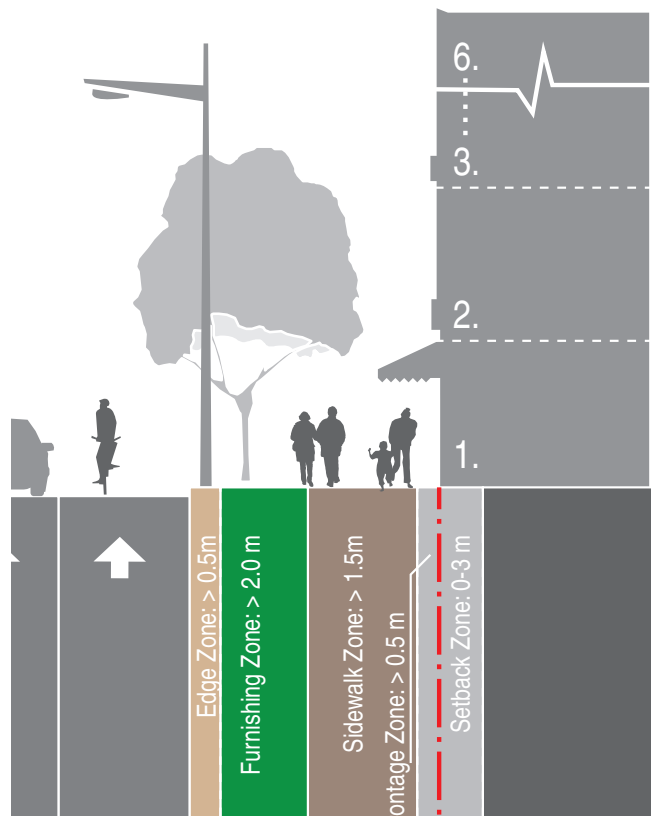 6.
3.
2.
1.
Edge Zone: > 0.5m
Furnishing Zone: > 2.0 m
Sidewalk Zone: > 1.5m
ontage Zone: > 0.5 m
Setback Zone: 0-3 m